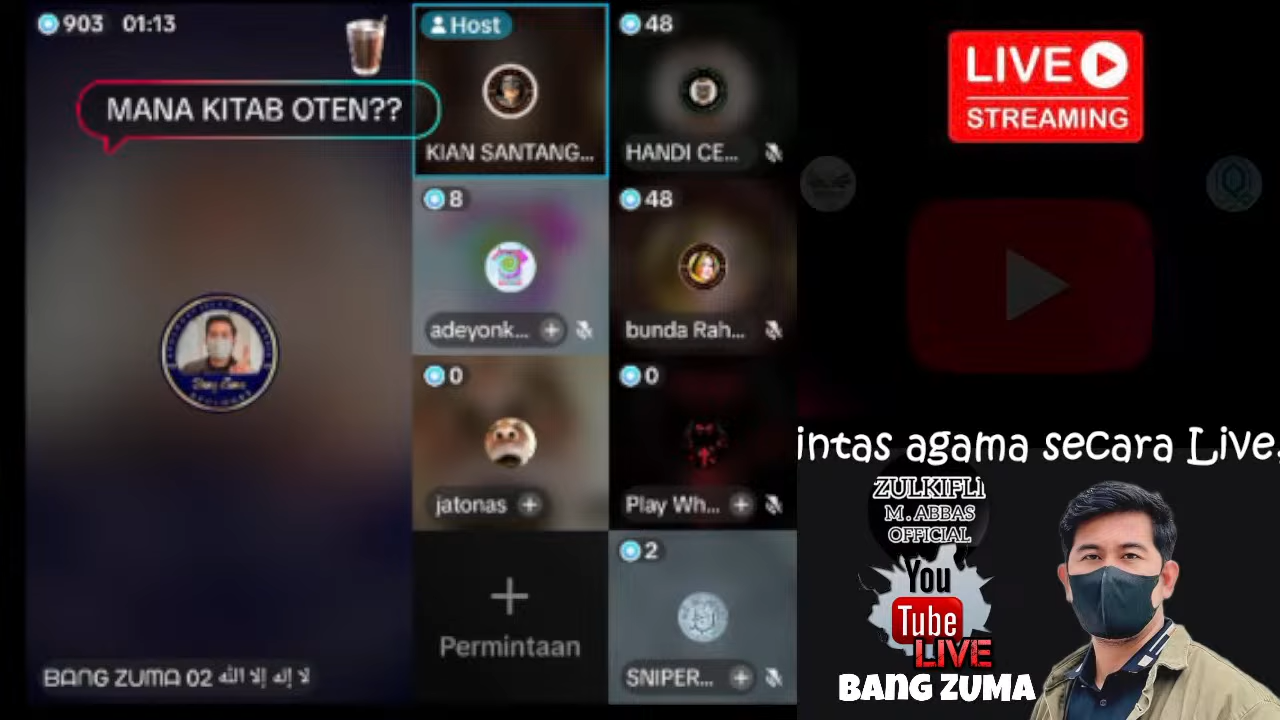 903 01:13
MANA KITAB OTEN??
Host
KIAN SANTANG...
48
HANDI CE...
8
adeyonk...
48
bunda Rah...
0
jatonas
0
Play Wh...
Permintaan
2
SNIPER...
BANG ZUMA 02 لا إله إلا الله
LIVE
STREAMING
intas agama secara Live.
ZULKIFLI
M. ABBAS
OFFICIAL
You
Tube
LIVE
BANG ZUMA